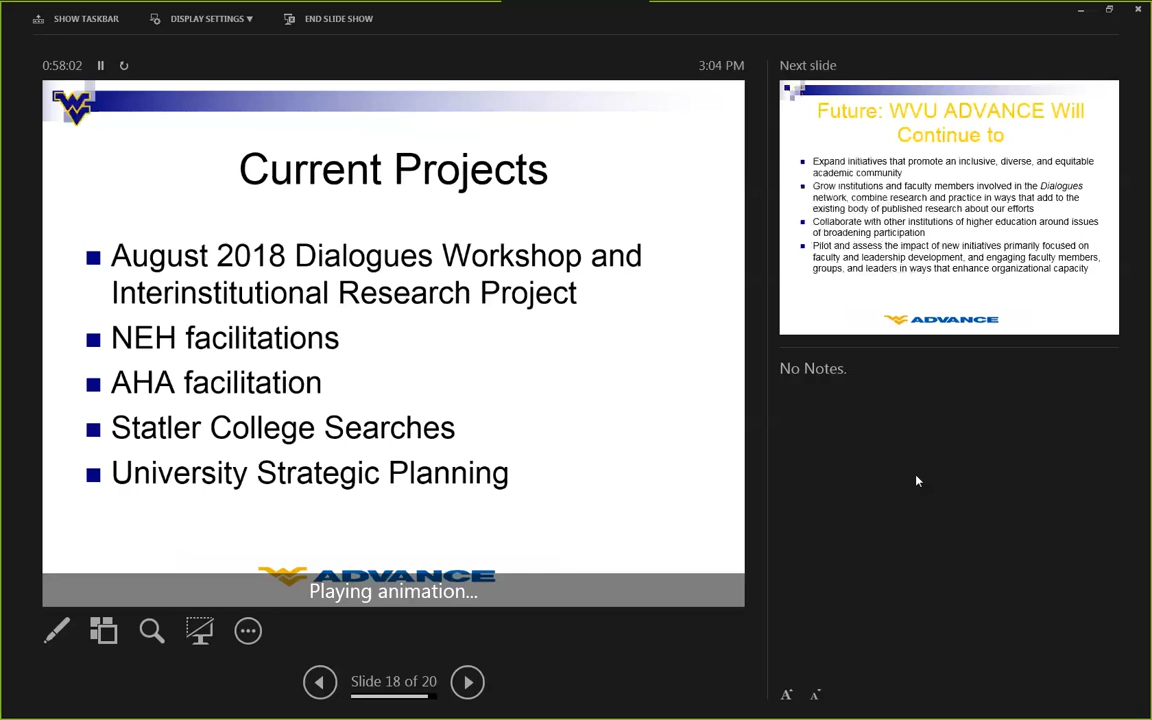 SHOW TASKBAR
DISPLAY SETTINGS ▼
END SLIDE SHOW
0:58:02
3:04 PM
WV
Current Projects
August 2018 Dialogues Workshop and
Interinstitutional Research Project
NEH facilitations
AHA facilitation
Statler College Searches
University Strategic Planning
ADVANCE
Playing animation...
Slide 18 of 20
Next slide
Future: WVU ADVANCE Will
Continue to
Expand initiatives that promote an inclusive, diverse, and equitable
academic community
Grow institutions and faculty members involved in the Dialogues
network, combine research and practice in ways that add to the
existing body of published research about our efforts
Collaborate with other institutions of higher education around issues
of broadening participation
Pilot and assess the impact of new initiatives primarily focused on
faculty and leadership development, and engaging faculty members,
groups, and leaders in ways that enhance organizational capacity
WV ADVANCE
No Notes.
A A